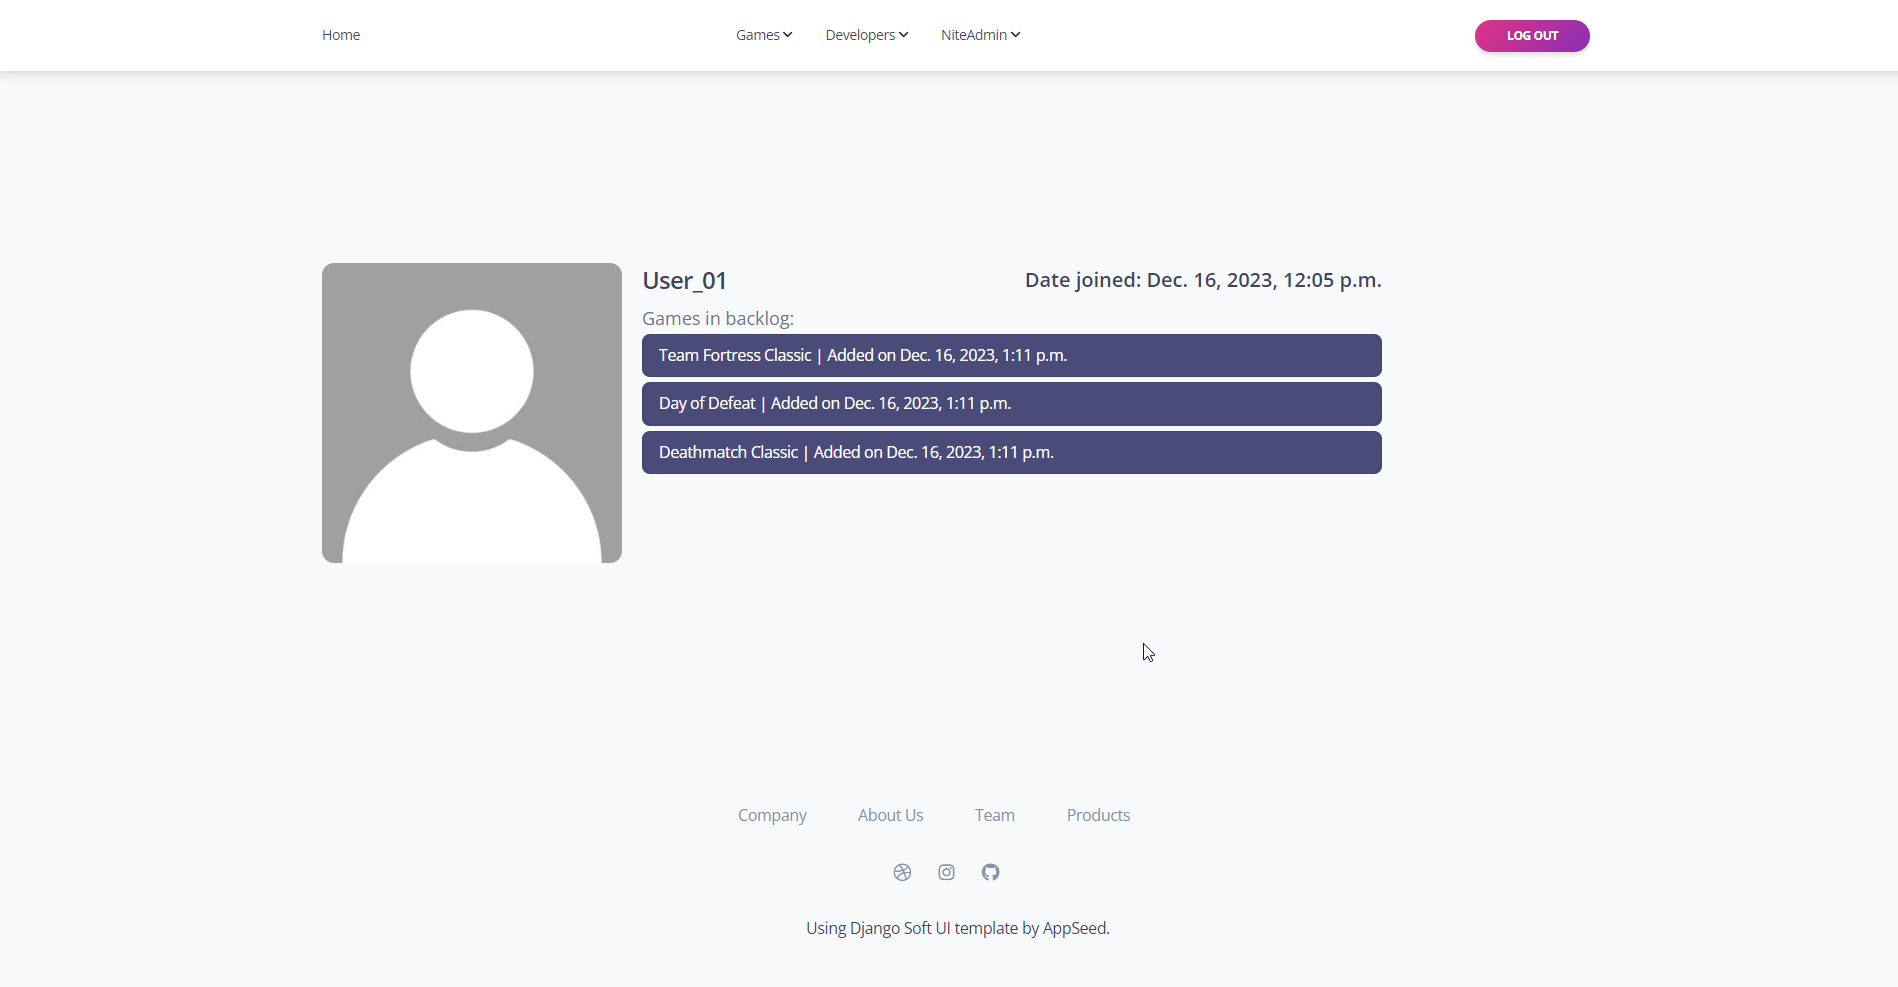 Home
Games
Developers
NiteAdmin
LOG OUT
User_01
Date joined: Dec. 16, 2023, 12:05 p.m.
Games in backlog:
Team Fortress Classic | Added on Dec. 16, 2023, 1:11 p.m.
Day of Defeat | Added on Dec. 16, 2023, 1:11 p.m.
Deathmatch Classic | Added on Dec. 16, 2023, 1:11 p.m.
Company
About Us
Team
Products
Using Django Soft UI template by AppSeed.